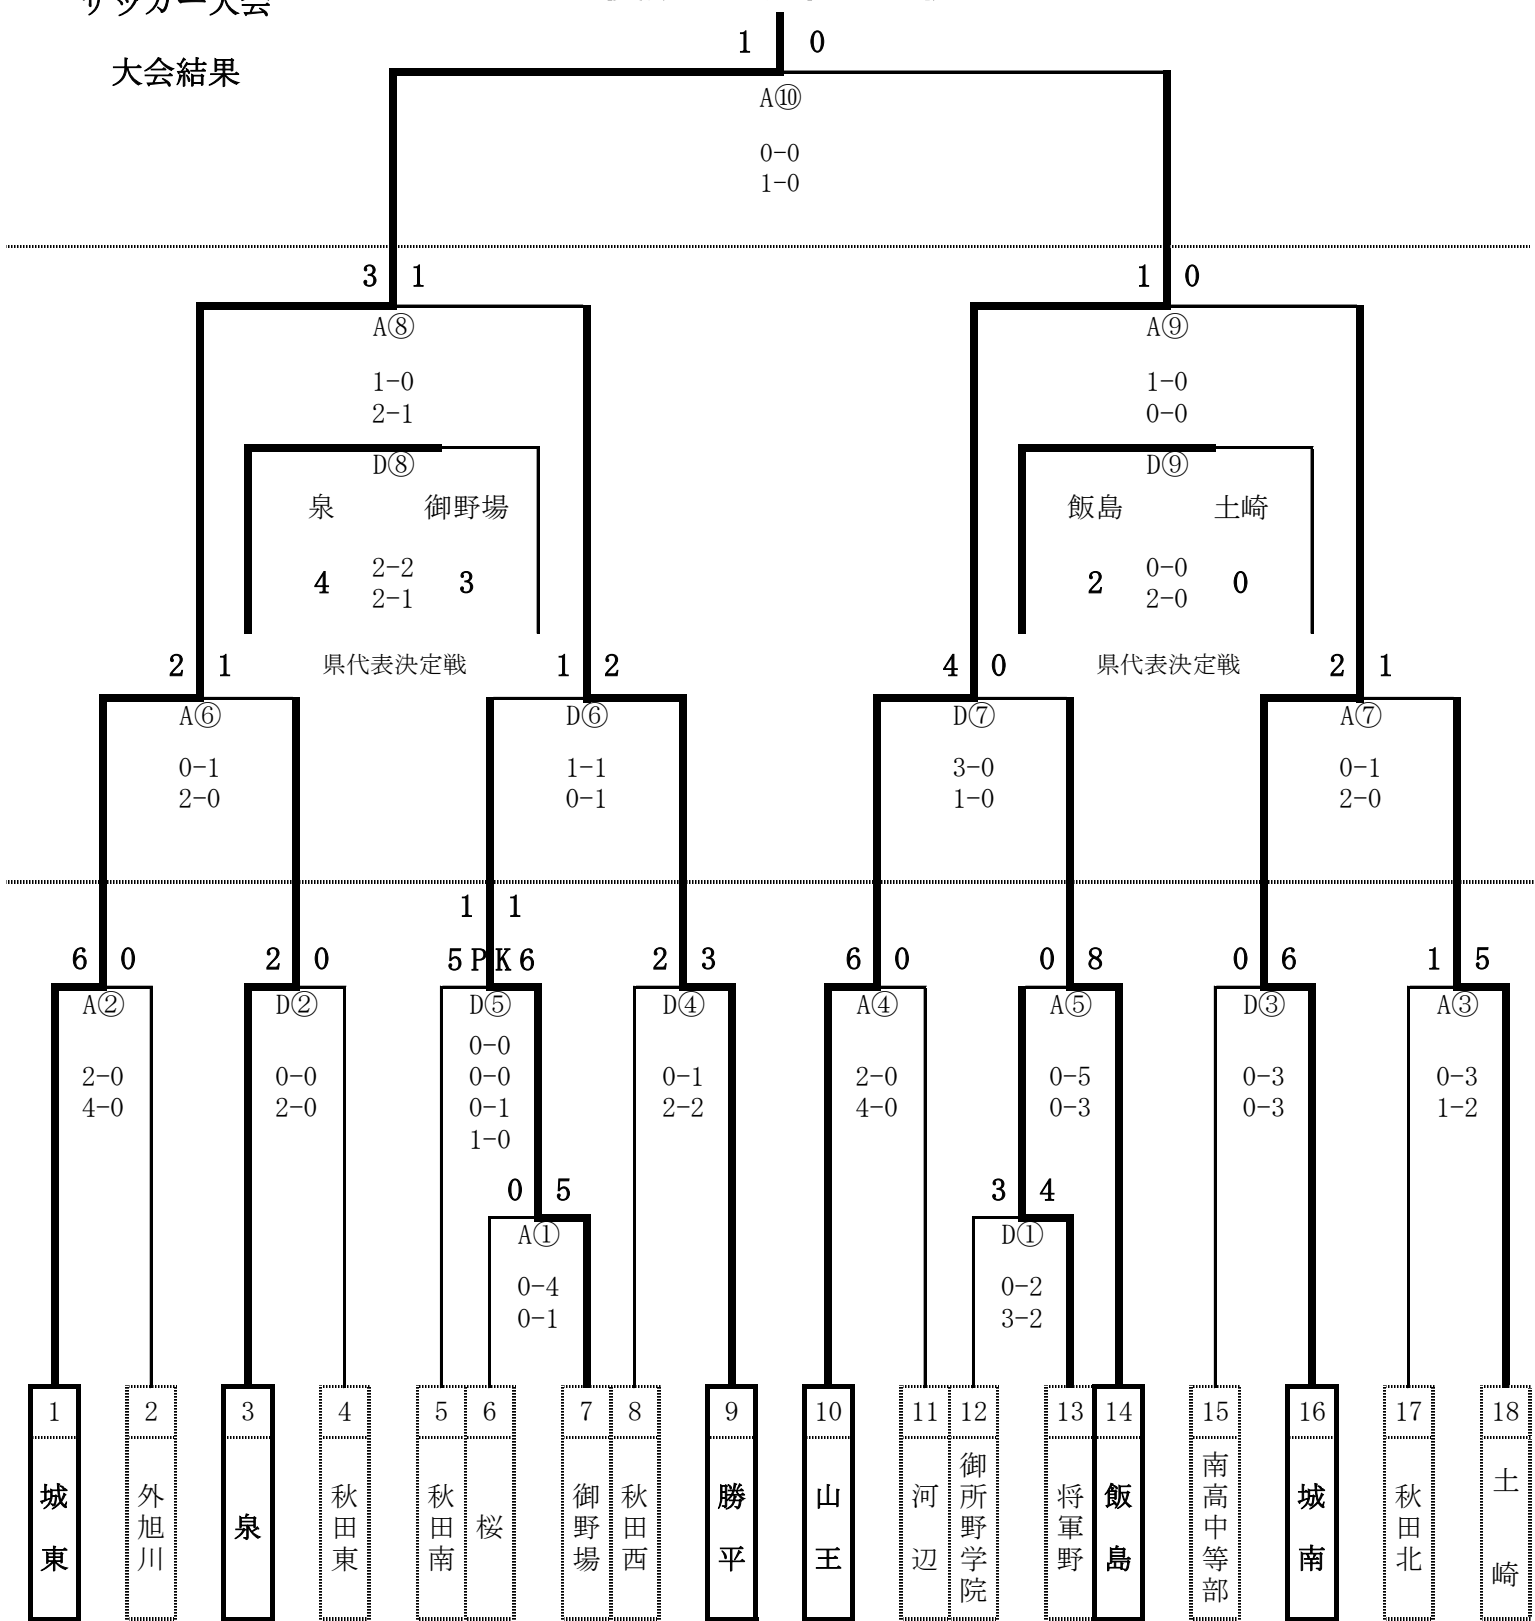 サッカー大会
大会結果
1 0
A⑩
0-0
1-0
3 1
1 0
A⑧
A⑨
1-0
2-1
1-0
0-0
D⑧
D⑨
泉 御野場
飯島 土崎
4 2-2 3
2-1
2 0-0 0
2-0
2 1 県代表決定戦 1 2
4 0 県代表決定戦 2 1
A⑥ D⑥ D⑦ A⑦
0-1 1-1 3-0 0-1
2-0 0-1 1-0 2-0
1 1
6 0 2 0 5PK6 2 3 6 0 0 8 0 6 1 5
A② D② D⑤ D④ A④ A⑤ D③ A③
0-0
2-0 0-0 0-0 0-1 2-0 0-5 0-3 0-3
4-0 2-0 0-1 2-2 4-0 0-3 0-3 1-2
1-0
0 5 3 4
A① D①
0-4 0-2
0-1 3-2
1 2 3 4 5 6 7 8 9 10 11 12 13 14 15 16 17 18
城東
外旭川
泉
秋田東
秋田南
桜
御野場
秋田西
勝平
山王
河辺
御所野学院
将軍野
飯島
南高中等部
城南
秋田北
土崎